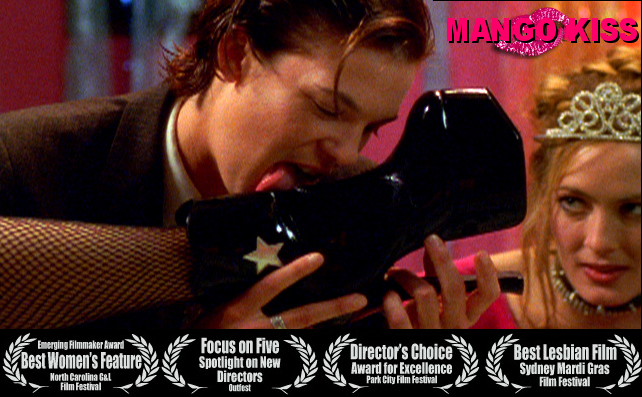 MANGO KISS
Emerging Filmmaker Award
Best Women's Feature
North Carolina G&L
Film Festival
Focus on Five
Spotlight on New
Directors
Outfest
Director's Choice
Award for Excellence
Park City Film Festival
Best Lesbian Film
Sydney Mardi Gras
Film Festival